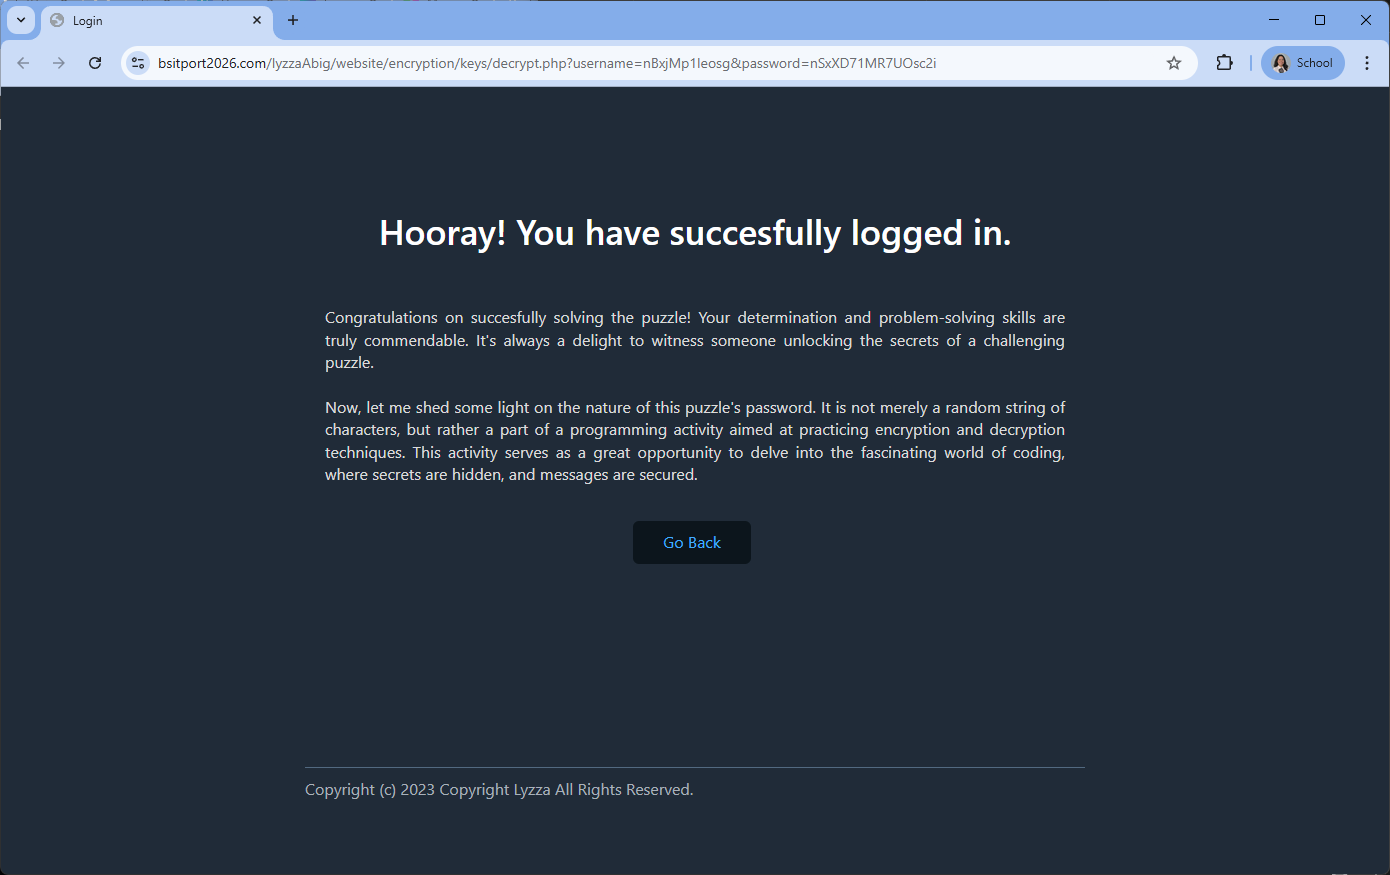 Login
bsitport2026.com/lyzzaAbig/website/encryption/keys/decrypt.php?username=nBxjMp1leosg&password=nSxXD71MR7UOsc2i
School
Hooray! You have succesfully logged in.
Congratulations on succesfully solving the puzzle! Your determination and problem-solving skills are
truly commendable. It's always a delight to witness someone unlocking the secrets of a challenging
puzzle.
Now, let me shed some light on the nature of this puzzle's password. It is not merely a random string of
characters, but rather a part of a programming activity aimed at practicing encryption and decryption
techniques. This activity serves as a great opportunity to delve into the fascinating world of coding,
where secrets are hidden, and messages are secured.
Go Back
Copyright (c) 2023 Copyright Lyzza All Rights Reserved.